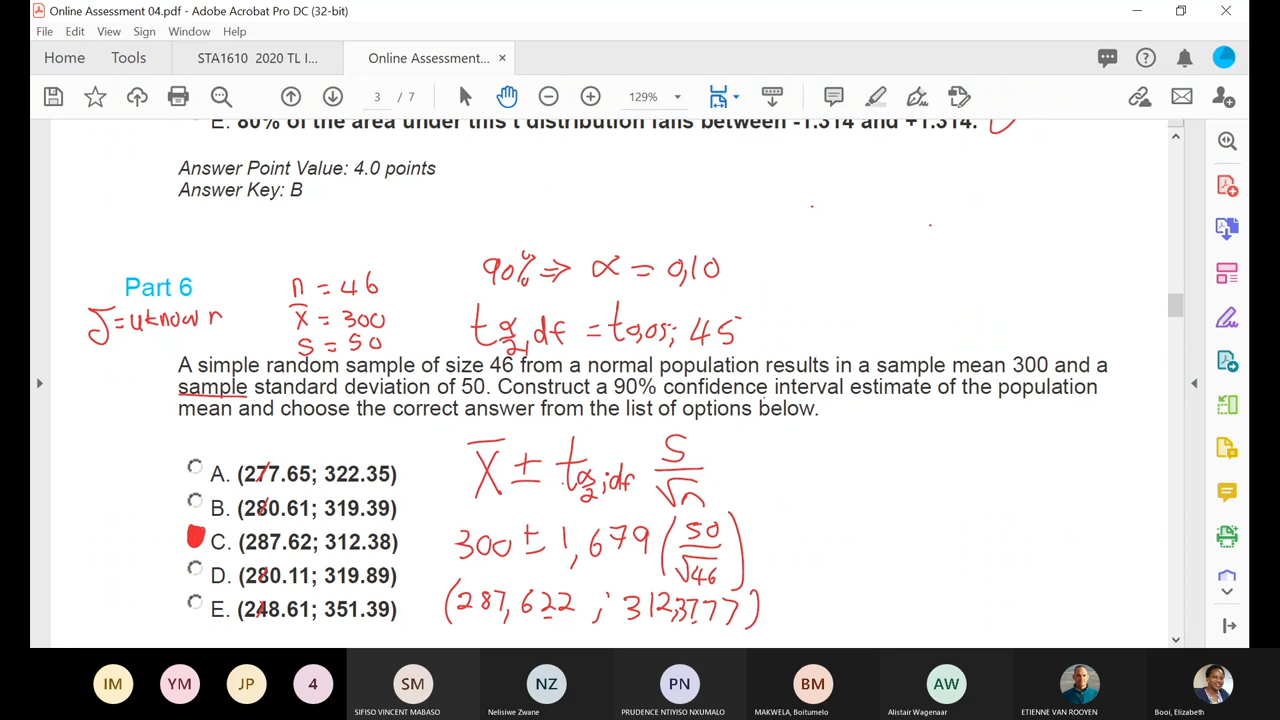 Online Assessment 04.pdf - Adobe Acrobat Pro DC (32-bit)
File Edit View Sign Window Help
Home Tools STA1610 2020 TL I... Online Assessment... ×
3 / 7 129%
E. 80% of the area under this t distribution falls between -1.314 and +1.314.
Answer Point Value: 4.0 points
Answer Key: B
90% ⇒ α = 0,10
Part 6
n = 46
σ = uknown
x̄ = 300
t α/2, df = t0,05; 45
S = 50
A simple random sample of size 46 from a normal population results in a sample mean 300 and a
sample standard deviation of 50. Construct a 90% confidence interval estimate of the population
mean and choose the correct answer from the list of options below.
A. (277.65; 322.35)
B. (280.61; 319.39)
C. (287.62; 312.38)
D. (280.11; 319.89)
E. (248.61; 351.39)
X̄ ± t α/2; df S/√n
300 ± 1,679 (50/√46)
(287,622 ; 312,3777)
IM YM JP 4 SM NZ PN BM AW
SIFISO VINCENT MABASO Nelisiwe Zwane PRUDENCE NTIYISO NXUMALO MAKWELA, Boitumelo Alistair Wagenaar ETIENNE VAN ROOYEN Booi, Elizabeth